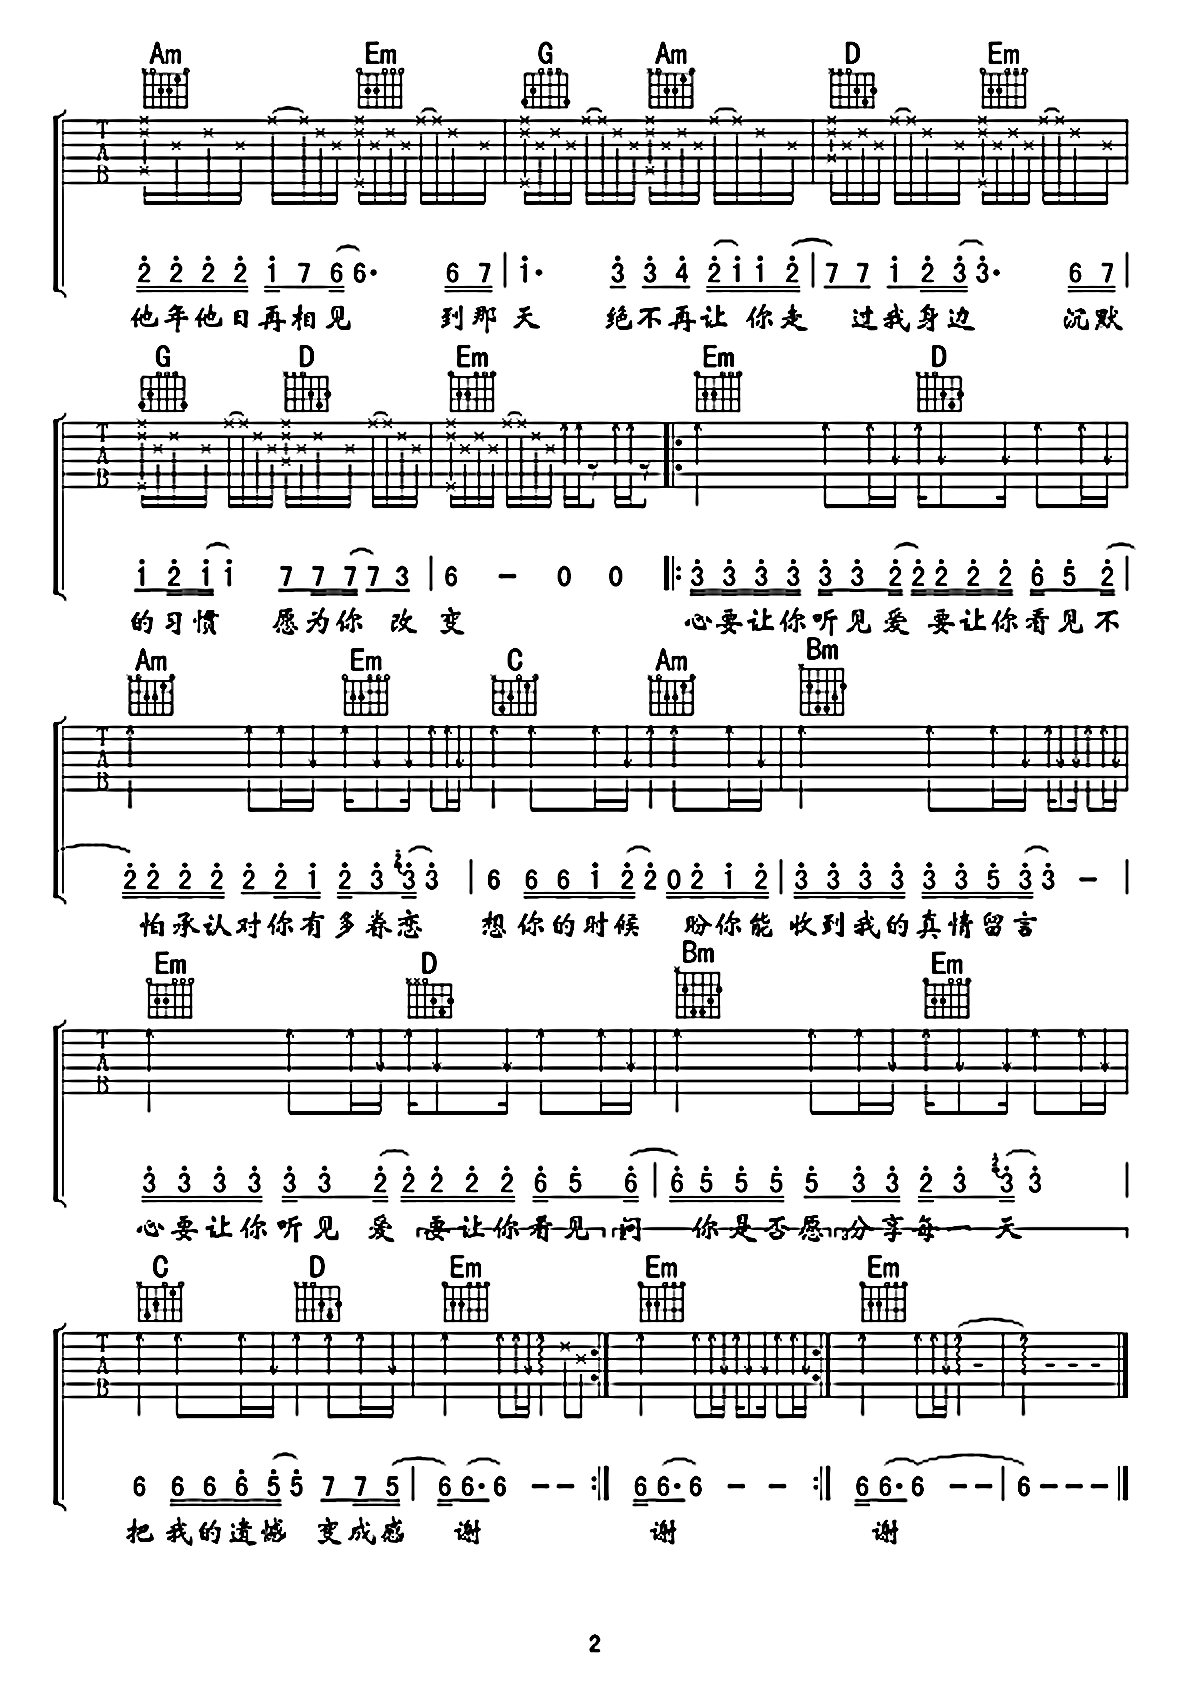 Am Em G Am D Em
T A B
2 2 2 2 1 7 6 6· 6 7 | 1· 3 3 4 2 1 1 2 | 7 7 1 2 3 3· 6 7 |
他年他日再相见 到那天 绝不再让你走 过我身边 沉默
G D Em Em D
T A B
1 2 1 1 7 7 7 7 3 | 6 - 0 0 |: 3 3 3 3 3 3 2 2 2 2 2 6 5 2 |
的习惯 愿为你 改变 心要让你听见爱 要让你看见不
Am Em C Am Bm
T A B
2 2 2 2 2 2 1 2 3 2 3 3 | 6 6 6 1 2 2 0 2 1 2 | 3 3 3 3 3 3 5 3 3 - |
怕承认对你有多眷恋 想你的时候 盼你能收到我的真情留言
Em D Bm Em
T A B
3 3 3 3 3 3 2 2 2 2 2 6 5 6 | 6 5 5 5 5 3 3 2 3 2 3 3 |
心要让你听见 爱 要让你看见 问 你是否愿 分享每一天
C D Em Em Em
T A B
6 6 6 6 5 5 7 7 5 | 6 6· 6 - - :| 6 6· 6 - - :| 6 6· 6 - - | 6 - - - |
把我的遗憾 变成感 谢 谢 谢
2